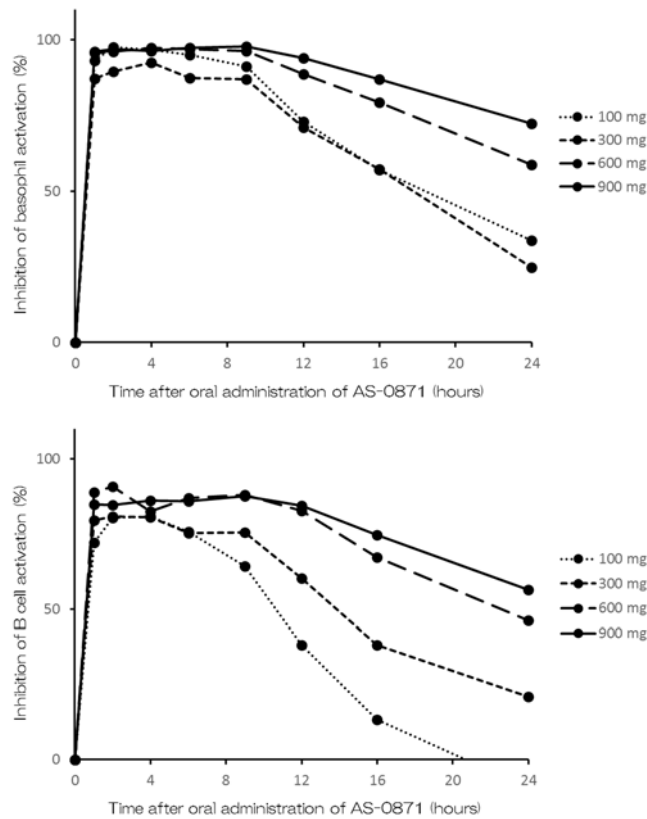 Inhibition of basophil activation (%)
100
50
0
0 4 8 12 16 20 24
Time after oral administration of AS-0871 (hours)
100 mg
300 mg
600 mg
900 mg
Inhibition of B cell activation (%)
100
50
0
0 4 8 12 16 20 24
Time after oral administration of AS-0871 (hours)
100 mg
300 mg
600 mg
900 mg